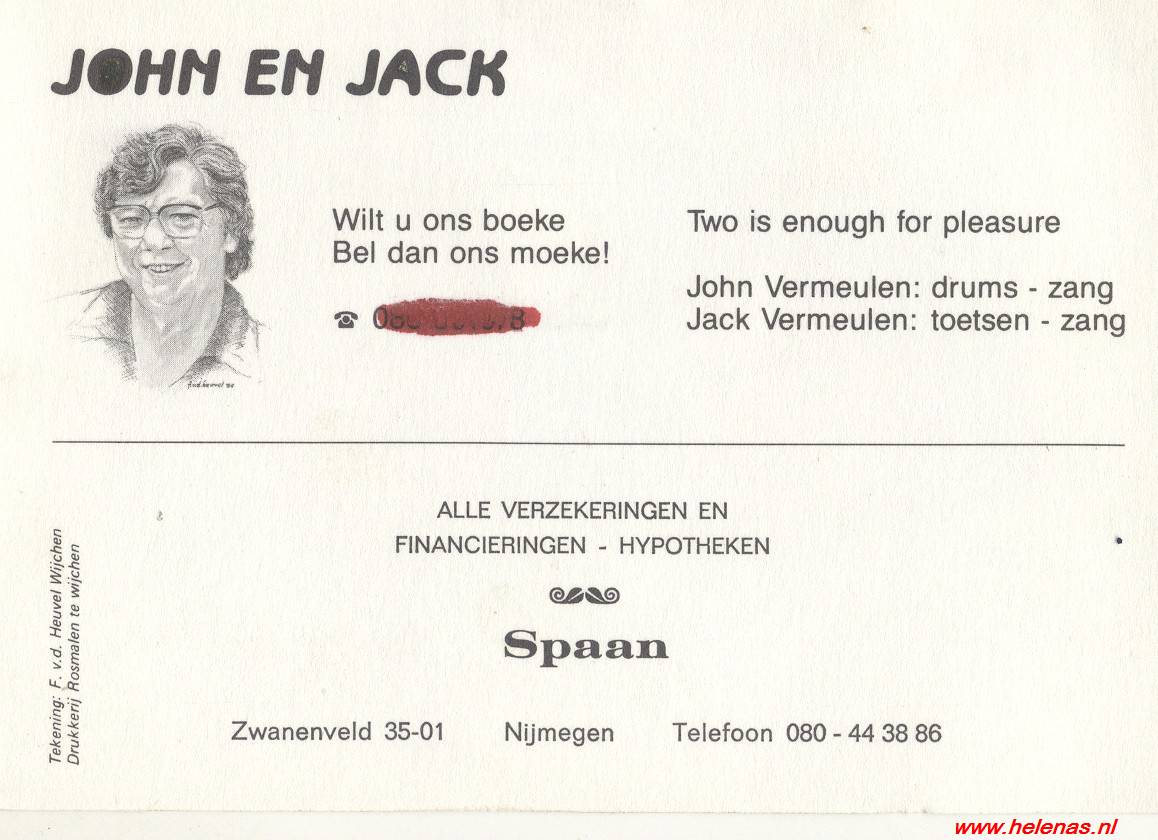 JOHN EN JACK
Wilt u ons boeke
Bel dan ons moeke!
Two is enough for pleasure
John Vermeulen: drums - zang
Jack Vermeulen: toetsen - zang
ALLE VERZEKERINGEN EN
FINANCIERINGEN - HYPOTHEKEN
Spaan
Zwanenveld 35-01 Nijmegen Telefoon 080 - 44 38 86
Tekening: F. v.d. Heuvel Wijchen
Drukkerij Rosmalen te wijchen
www.helenas.nl